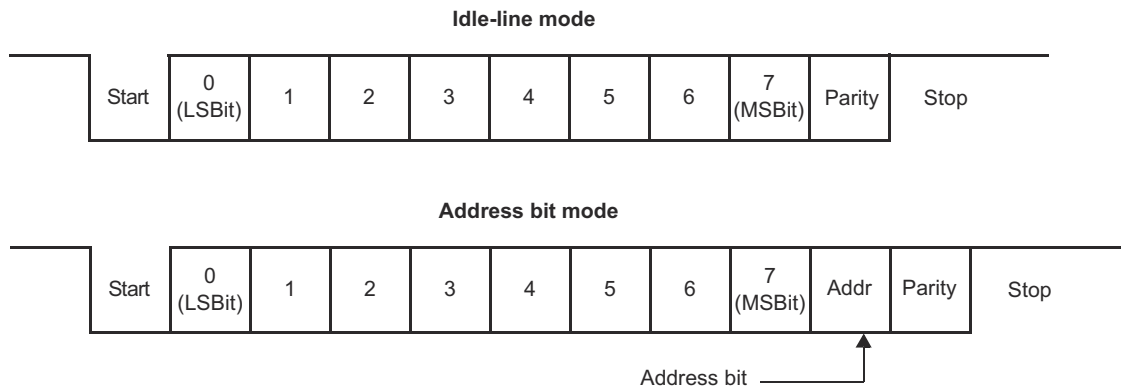 Idle-line mode
Start 0 1 2 3 4 5 6 7 Parity Stop
(LSBit) (MSBit)
Address bit mode
Start 0 1 2 3 4 5 6 7 Addr Parity Stop
(LSBit) (MSBit)
Address bit